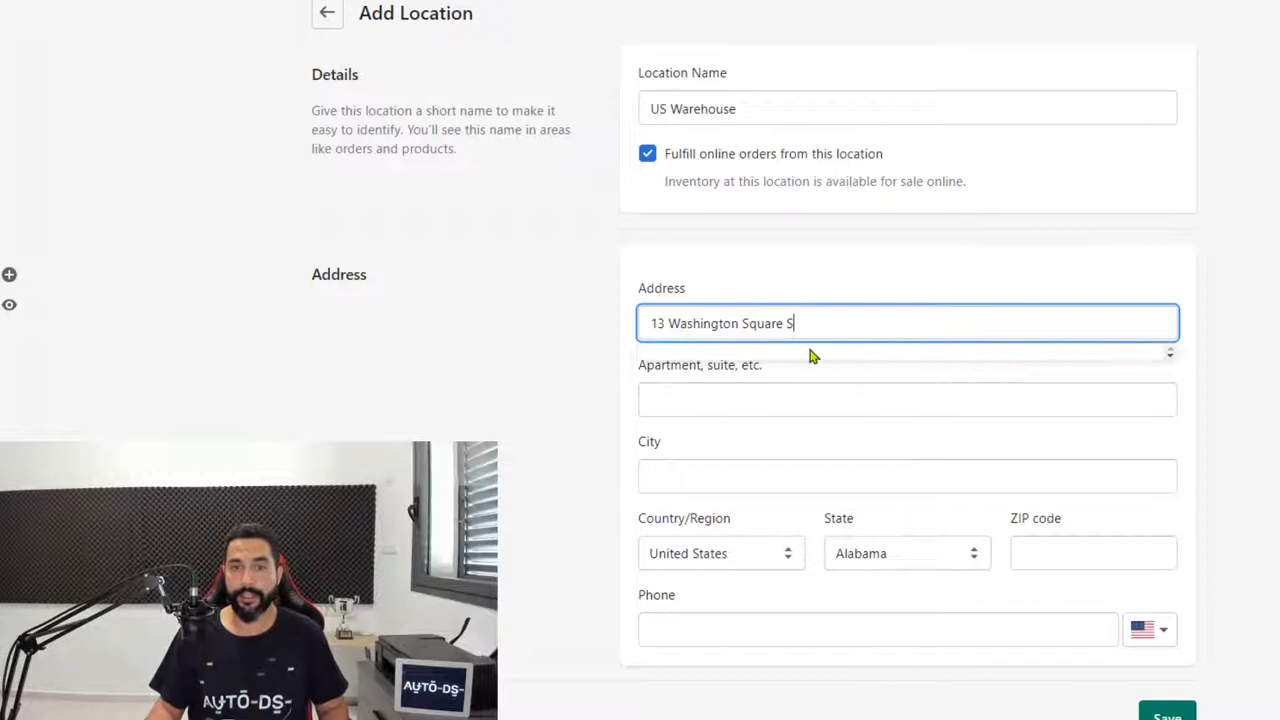 Add Location
Details
Give this location a short name to make it
easy to identify. You'll see this name in areas
like orders and products.
Location Name
US Warehouse
Fulfill online orders from this location
Inventory at this location is available for sale online.
Address
Address
13 Washington Square S
Apartment, suite, etc.
City
Country/Region
State
ZIP code
United States
Alabama
Phone
Save
AUTO-DS-
AUTO-DS-